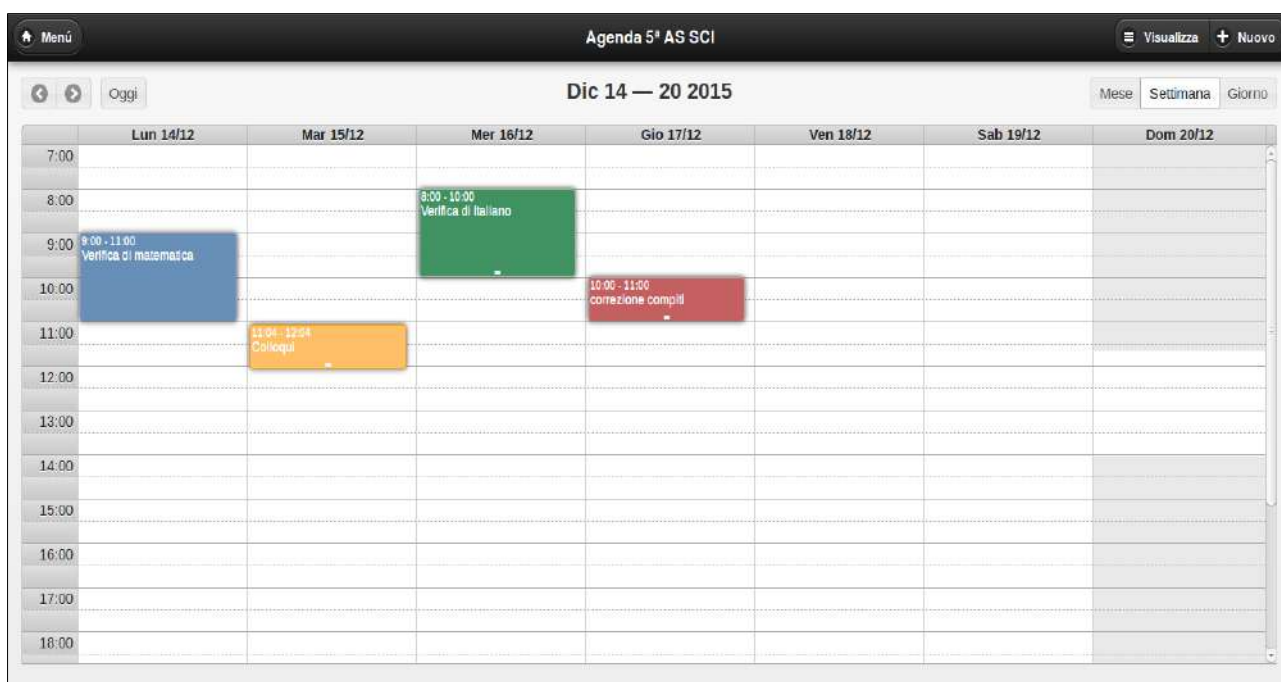 Menú
Agenda 5ª AS SCI
Visualizza
Nuovo
Oggi
Dic 14 — 20 2015
Mese
Settimana
Giorno
Lun 14/12
Mar 15/12
Mer 16/12
Gio 17/12
Ven 18/12
Sab 19/12
Dom 20/12
7:00
8:00
8:00 - 10:00
Verifica di Italiano
9:00
9:00 - 11:00
Verifica di matematica
10:00
10:00 - 11:00
correzione compiti
11:00
11:04 - 12:04
Colloqui
12:00
13:00
14:00
15:00
16:00
17:00
18:00